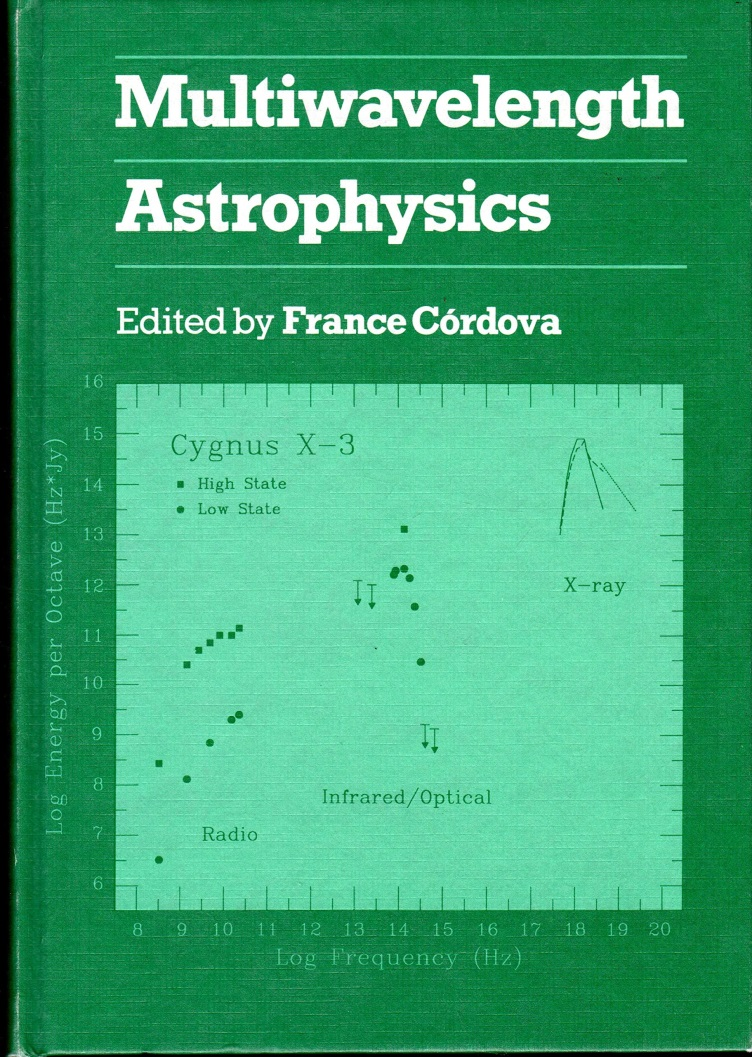 Multiwavelength
Astrophysics
Edited by France Córdova
16
15
14
13
12
11
10
9
8
7
6
Log Energy per Octave (Hz*Jy)
Cygnus X-3
High State
Low State
X-ray
Infrared/Optical
Radio
8 9 10 11 12 13 14 15 16 17 18 19 20
Log Frequency (Hz)